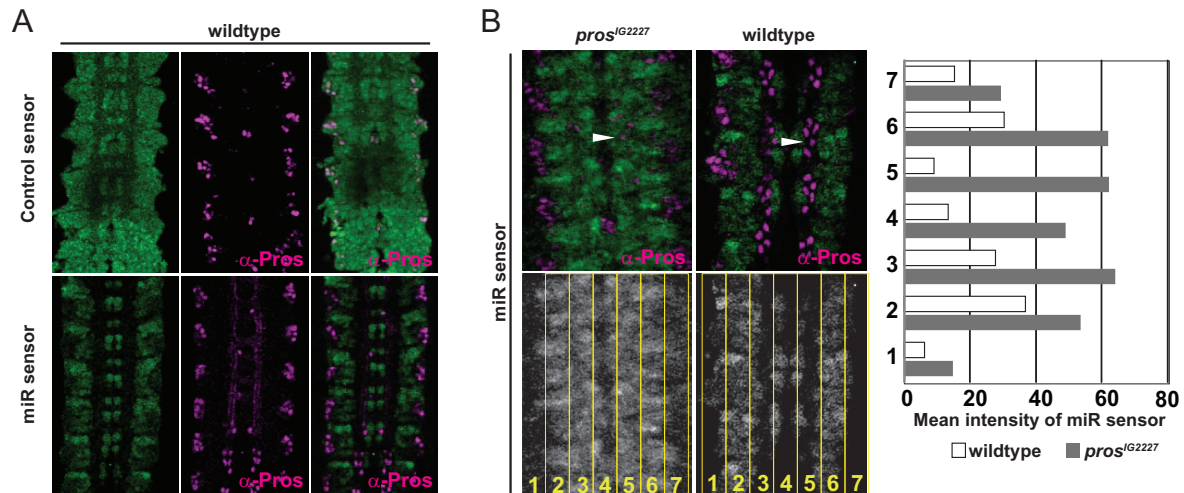 A
wildtype
Control sensor
α-Pros
α-Pros
miR sensor
α-Pros
α-Pros
B
pros^IG2227
wildtype
miR sensor
α-Pros
α-Pros
1 2 3 4 5 6 7
1 2 3 4 5 6 7
7
6
5
4
3
2
1
0 20 40 60 80
Mean intensity of miR sensor
wildtype
pros^IG2227